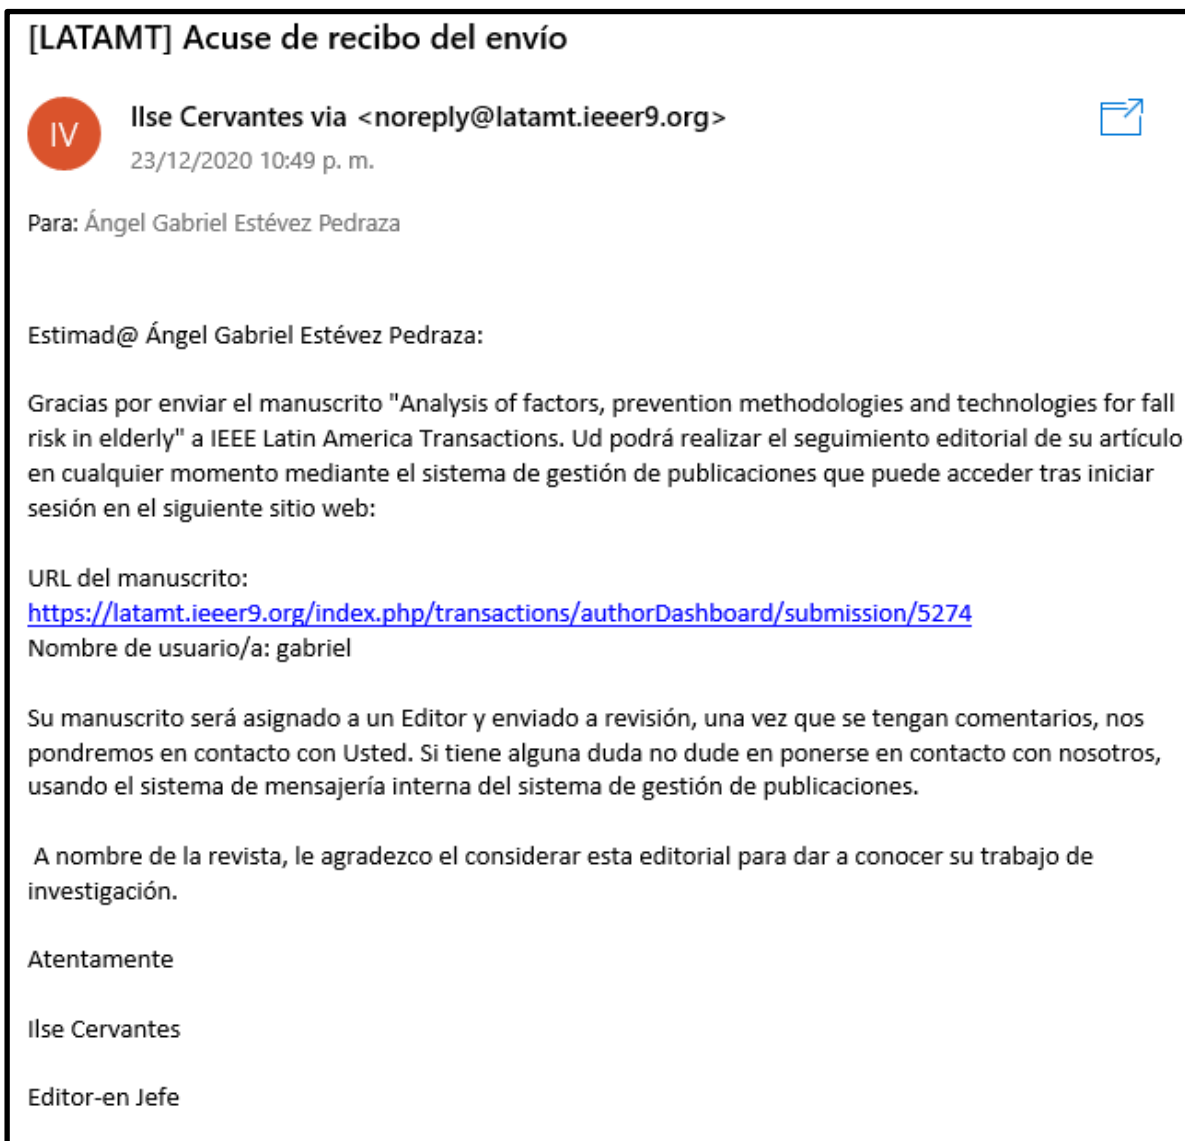 [LATAMT] Acuse de recibo del envío
IV
Ilse Cervantes via <noreply@latamt.ieeer9.org>
23/12/2020 10:49 p. m.
Para: Ángel Gabriel Estévez Pedraza
Estimad@ Ángel Gabriel Estévez Pedraza:
Gracias por enviar el manuscrito "Analysis of factors, prevention methodologies and technologies for fall
risk in elderly" a IEEE Latin America Transactions. Ud podrá realizar el seguimiento editorial de su artículo
en cualquier momento mediante el sistema de gestión de publicaciones que puede acceder tras iniciar
sesión en el siguiente sitio web:
URL del manuscrito:
https://latamt.ieeer9.org/index.php/transactions/authorDashboard/submission/5274
Nombre de usuario/a: gabriel
Su manuscrito será asignado a un Editor y enviado a revisión, una vez que se tengan comentarios, nos
pondremos en contacto con Usted. Si tiene alguna duda no dude en ponerse en contacto con nosotros,
usando el sistema de mensajería interna del sistema de gestión de publicaciones.
A nombre de la revista, le agradezco el considerar esta editorial para dar a conocer su trabajo de
investigación.
Atentamente
Ilse Cervantes
Editor-en Jefe